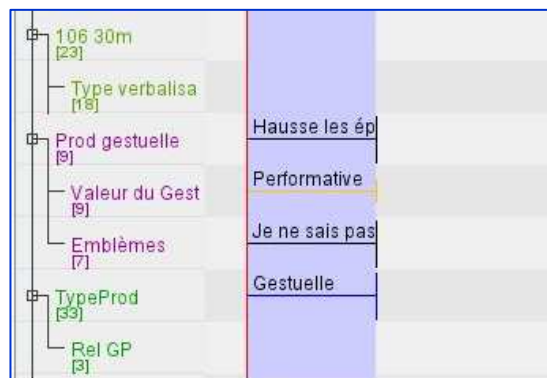 106 30m
[23]
Type verbalisa
[18]
Prod gestuelle
[9]
Hausse les ép
Valeur du Gest
[9]
Performative
Emblèmes
[7]
Je ne sais pas
TypeProd
[33]
Gestuelle
Rel GP
[3]